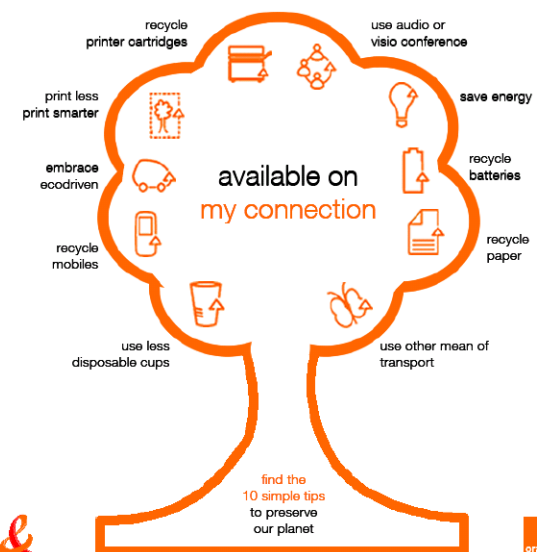 recycle
printer cartridges
use audio or
visio conference
print less
print smarter
save energy
embrace
ecodriven
available on
my connection
recycle
batteries
recycle
mobiles
recycle
paper
use less
disposable cups
use other mean of
transport
find the
10 simple tips
to preserve
our planet
&